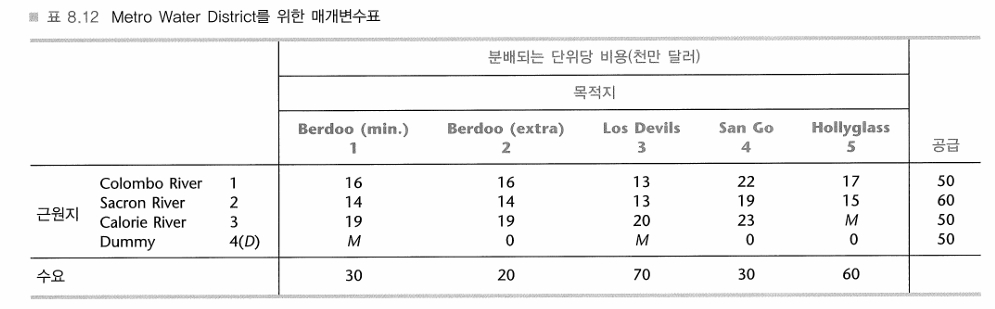 ■ 표 8.12 Metro Water District를 위한 매개변수표
분배되는 단위당 비용(천만 달러)
목적지
Berdoo (min.) Berdoo (extra) Los Devils San Go Hollyglass
1 2 3 4 5 공급
Colombo River 1 16 16 13 22 17 50
Sacron River 2 14 14 13 19 15 60
근원지
Calorie River 3 19 19 20 23 M 50
Dummy 4(D) M 0 M 0 0 50
수요 30 20 70 30 60